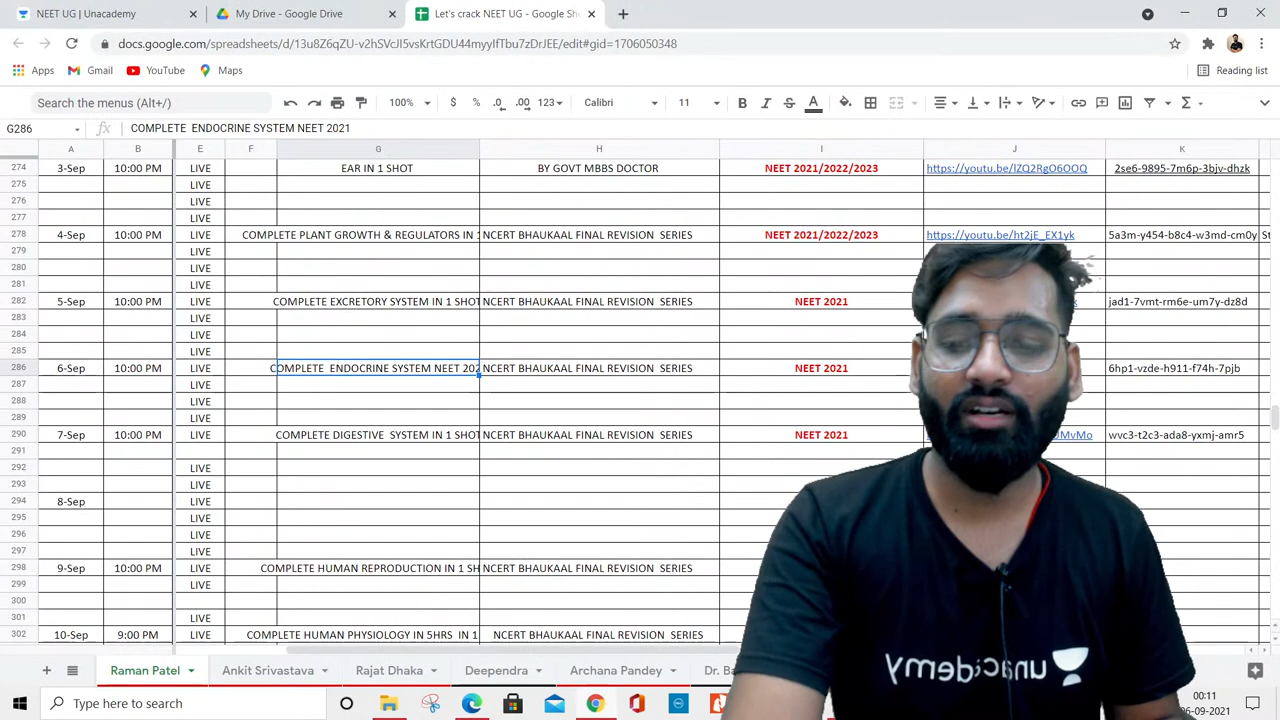 NEET UG | Unacademy
My Drive - Google Drive
Let's crack NEET UG - Google She
docs.google.com/spreadsheets/d/13u8Z6qZU-v2hSVcJI5vsKrtGDU44myyIfTbu7zDrJEE/edit#gid=1706050348
Apps Gmail YouTube Maps Reading list
Search the menus (Alt+/) 100% $ % .0 .00 123 Calibri 11 B I S A
G286 fx COMPLETE ENDOCRINE SYSTEM NEET 2021
A B E F G H I J K
274 3-Sep 10:00 PM LIVE EAR IN 1 SHOT BY GOVT MBBS DOCTOR NEET 2021/2022/2023 https://youtu.be/lZQ2RgO6OOQ 2se6-9895-7m6p-3bjv-dhzk
275 LIVE
276 LIVE
277 LIVE
278 4-Sep 10:00 PM LIVE COMPLETE PLANT GROWTH & REGULATORS IN 1 NCERT BHAUKAAL FINAL REVISION SERIES NEET 2021/2022/2023 https://youtu.be/ht2jE_EX1yk 5a3m-y454-b8c4-w3md-cm0y St
279 LIVE
280 LIVE
281 LIVE
282 5-Sep 10:00 PM LIVE COMPLETE EXCRETORY SYSTEM IN 1 SHOT NCERT BHAUKAAL FINAL REVISION SERIES NEET 2021 jad1-7vmt-rm6e-um7y-dz8d
283 LIVE
284 LIVE
285 LIVE
286 6-Sep 10:00 PM LIVE COMPLETE ENDOCRINE SYSTEM NEET 202 NCERT BHAUKAAL FINAL REVISION SERIES NEET 2021 6hp1-vzde-h911-f74h-7pjb
287 LIVE
288 LIVE
289 LIVE
290 7-Sep 10:00 PM LIVE COMPLETE DIGESTIVE SYSTEM IN 1 SHOT NCERT BHAUKAAL FINAL REVISION SERIES NEET 2021 wvc3-t2c3-ada8-yxmj-amr5
291
292 LIVE
293 LIVE
294 8-Sep LIVE
295 LIVE
296 LIVE
297 LIVE
298 9-Sep 10:00 PM LIVE COMPLETE HUMAN REPRODUCTION IN 1 SH NCERT BHAUKAAL FINAL REVISION SERIES
299 LIVE
300
301 LIVE
302 10-Sep 9:00 PM LIVE COMPLETE HUMAN PHYSIOLOGY IN 5HRS IN 1 NCERT BHAUKAAL FINAL REVISION SERIES
unacademy
Raman Patel Ankit Srivastava Rajat Dhaka Deependra Archana Pandey Dr. Ba
Type here to search
00:11
06-09-2021